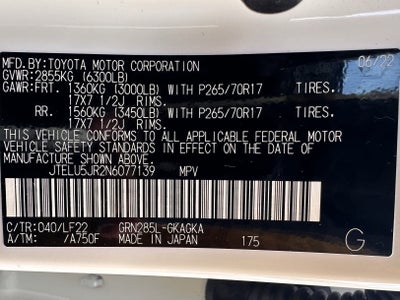 MFD.BY:TOYOTA MOTOR CORPORATION 06/22
GVWR:2855KG (6300LB)
GAWR:FRT. 1360KG (3000LB) WITH P265/70R17 TIRES.
17X7 1/2J RIMS.
RR. 1560KG (3450LB) WITH P265/70R17 TIRES.
17X7 1/2J RIMS.
THIS VEHICLE CONFORMS TO ALL APPLICABLE FEDERAL MOTOR
VEHICLE SAFETY STANDARDS IN EFFECT ON THE DATE OF
MANUFACTURE SHOWN ABOVE.
JTELU5JR2N6077139 MPV
C/TR:040/LF22 GRN285L-GKAGKA
A/TM: /A750F MADE IN JAPAN 175 G